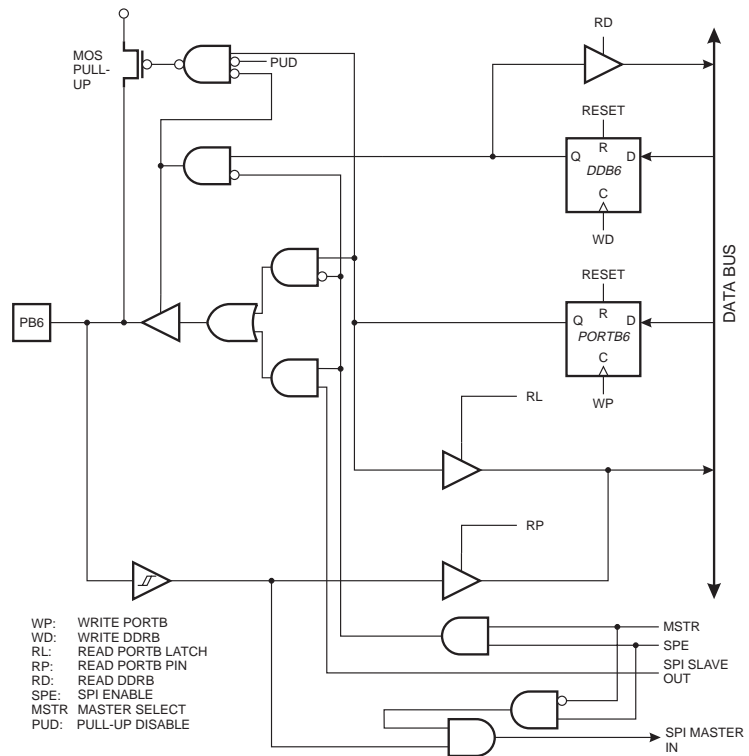 RD
MOS
PULL-
UP
PUD
RESET
R
Q
D
DDB6
C
WD
RESET
R
Q
D
PORTB6
C
WP
PB6
DATA BUS
RL
RP
WP: WRITE PORTB
WD: WRITE DDRB
RL: READ PORTB LATCH
RP: READ PORTB PIN
RD: READ DDRB
SPE: SPI ENABLE
MSTR MASTER SELECT
PUD: PULL-UP DISABLE
MSTR
SPE
SPI SLAVE
OUT
SPI MASTER
IN